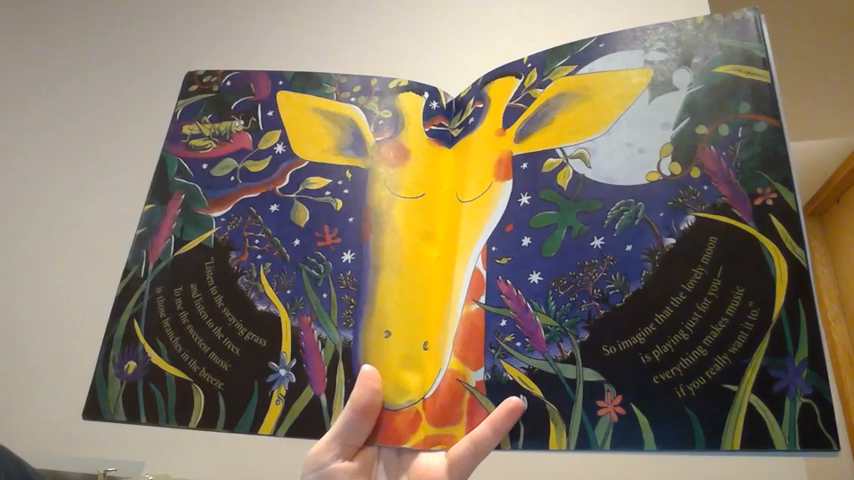 "Listen to the swaying grass
and listen to the trees.
To me the sweetest music
is those branches in the breeze.
So imagine that the lovely moon
is playing just for you—
everything makes music
if you really want it to."